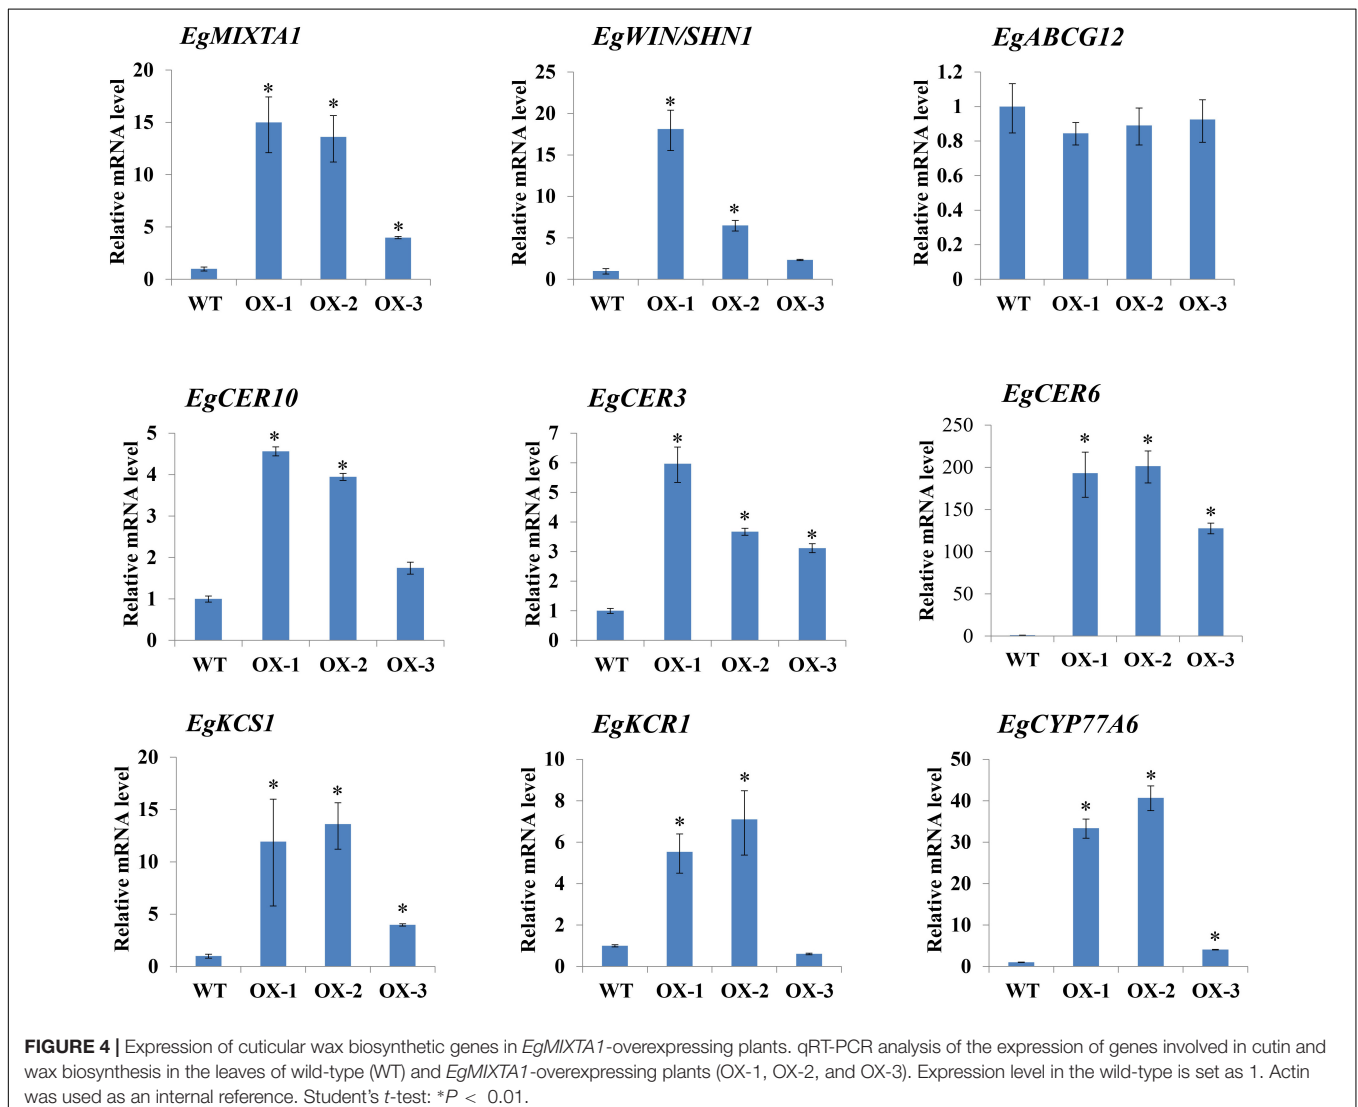 EgMIXTA1
EgWIN/SHN1
EgABCG12
Relative mRNA level
20
15
10
5
0
*
*
*
WT OX-1 OX-2 OX-3
Relative mRNA level
25
20
15
10
5
0
*
*
WT OX-1 OX-2 OX-3
Relative mRNA level
1.2
1
0.8
0.6
0.4
0.2
0
WT OX-1 OX-2 OX-3
EgCER10
EgCER3
EgCER6
Relative mRNA level
5
4
3
2
1
0
*
*
WT OX-1 OX-2 OX-3
Relative mRNA level
7
6
5
4
3
2
1
0
*
*
*
WT OX-1 OX-2 OX-3
Relative mRNA level
250
200
150
100
50
0
*
*
*
WT OX-1 OX-2 OX-3
EgKCS1
EgKCR1
EgCYP77A6
Relative mRNA level
20
15
10
5
0
*
*
*
WT OX-1 OX-2 OX-3
Relative mRNA level
10
8
6
4
2
0
*
*
WT OX-1 OX-2 OX-3
Relative mRNA level
50
40
30
20
10
0
*
*
*
WT OX-1 OX-2 OX-3
FIGURE 4 | Expression of cuticular wax biosynthetic genes in EgMIXTA1-overexpressing plants. qRT-PCR analysis of the expression of genes involved in cutin and
wax biosynthesis in the leaves of wild-type (WT) and EgMIXTA1-overexpressing plants (OX-1, OX-2, and OX-3). Expression level in the wild-type is set as 1. Actin
was used as an internal reference. Student's t-test: *P < 0.01.